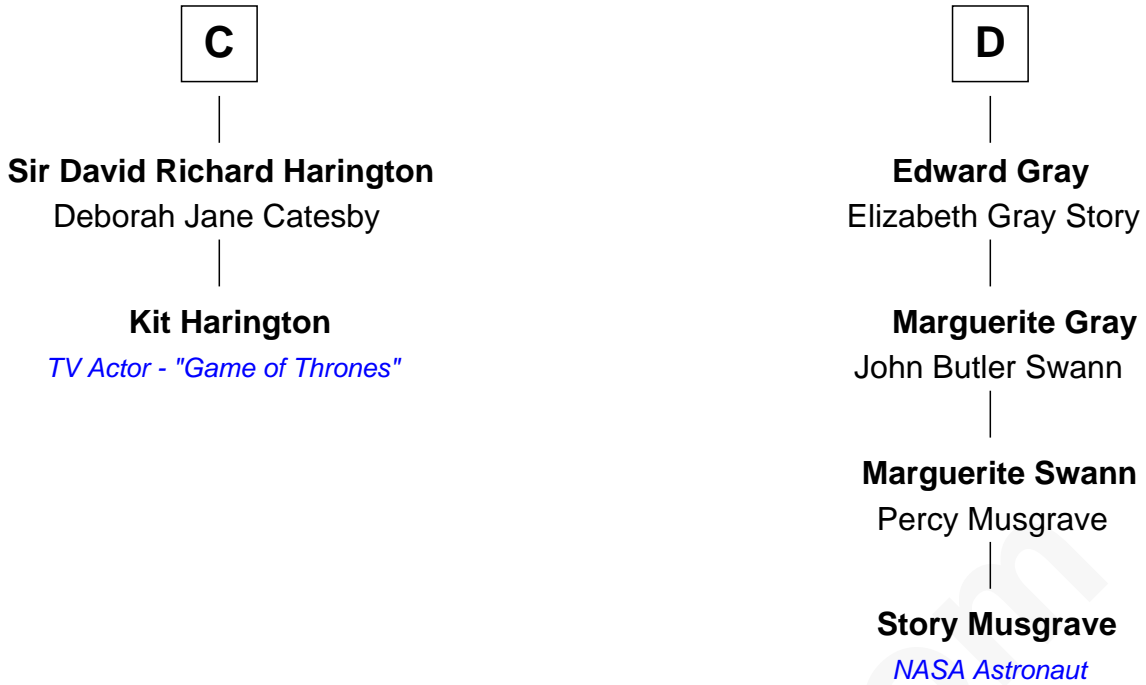 C
Sir David Richard Harington
Deborah Jane Catesby
Kit Harington
TV Actor - "Game of Thrones"
D
Edward Gray
Elizabeth Gray Story
Marguerite Gray
John Butler Swann
Marguerite Swann
Percy Musgrave
Story Musgrave
NASA Astronaut